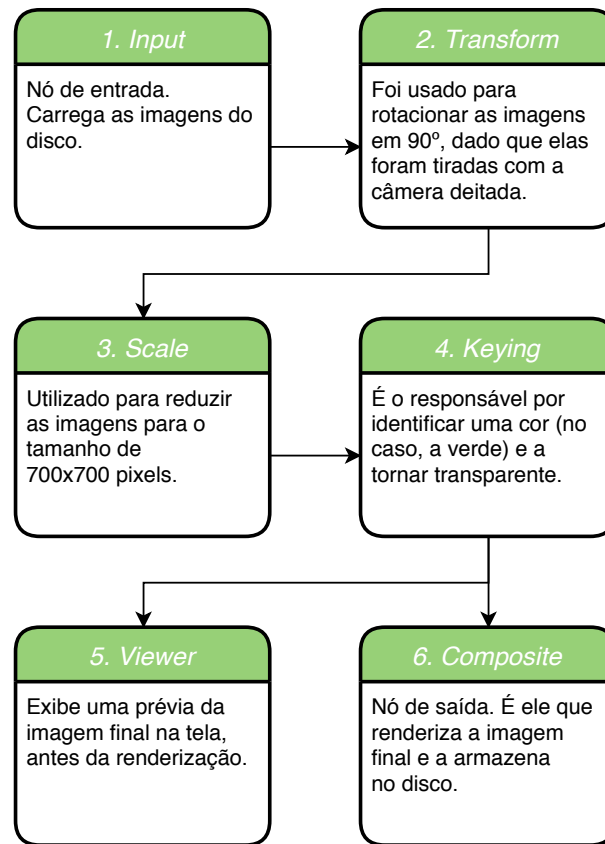 1. Input
Nó de entrada.
Carrega as imagens do
disco.
2. Transform
Foi usado para
rotacionar as imagens
em 90º, dado que elas
foram tiradas com a
câmera deitada.
3. Scale
Utilizado para reduzir
as imagens para o
tamanho de
700x700 pixels.
4. Keying
É o responsável por
identificar uma cor (no
caso, a verde) e a
tornar transparente.
5. Viewer
Exibe uma prévia da
imagem final na tela,
antes da renderização.
6. Composite
Nó de saída. É ele que
renderiza a imagem
final e a armazena
no disco.